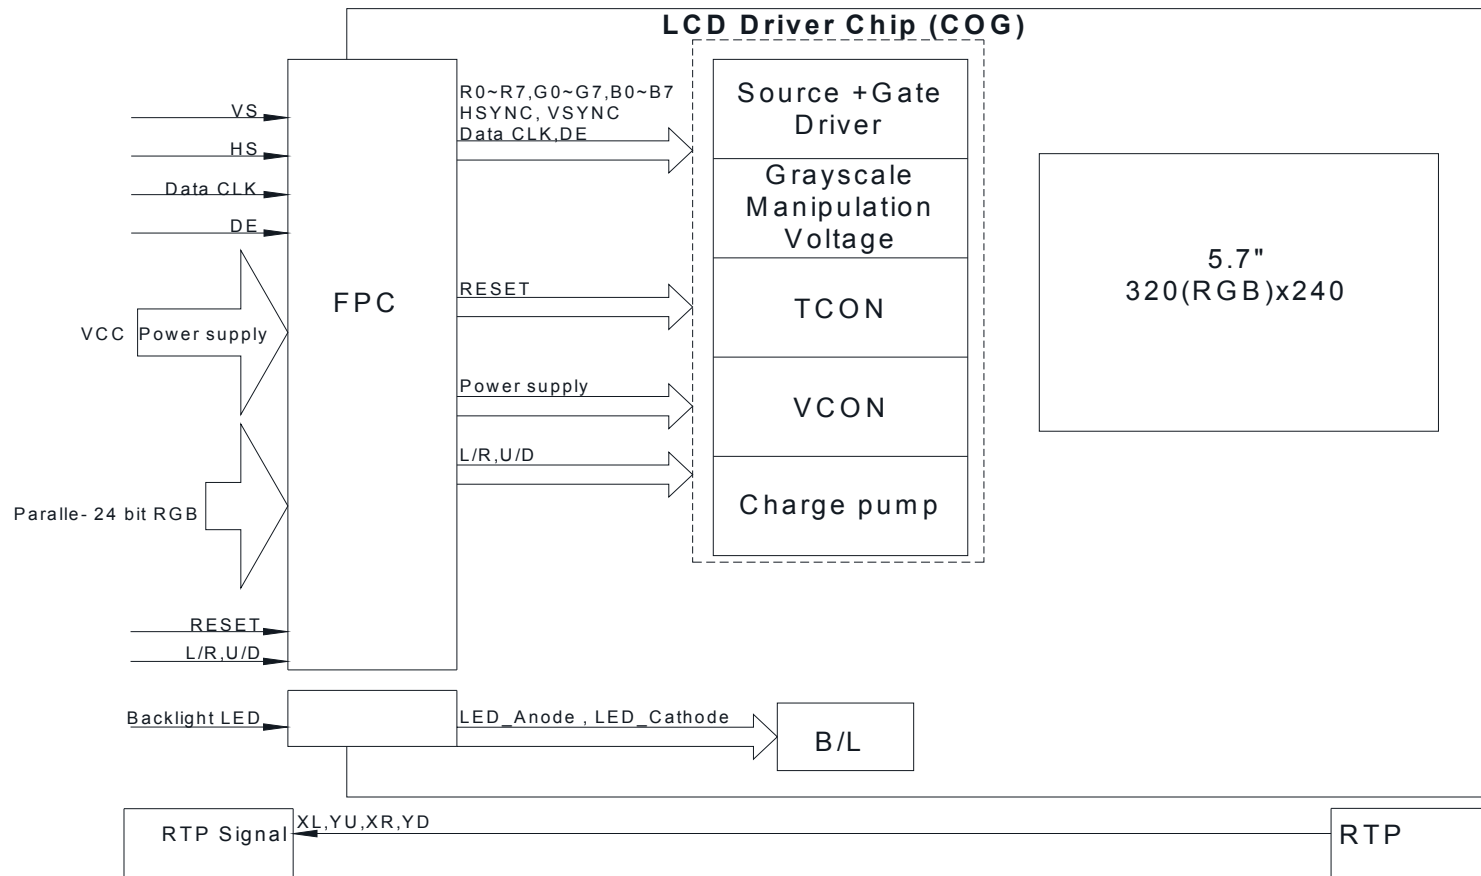 LCD Driver Chip (COG)
R0~R7,G0~G7,B0~B7
HSYNC, VSYNC
Data CLK,DE
VS
HS
Data CLK
DE
VCC Power supply
Paralle- 24 bit RGB
RESET
L/R,U/D
FPC
RESET
Power supply
L/R,U/D
Source +Gate
Driver
Grayscale
Manipulation
Voltage
TCON
VCON
Charge pump
5.7"
320(RGB)x240
Backlight LED
LED_Anode , LED_Cathode
B/L
RTP Signal
XL,YU,XR,YD
RTP